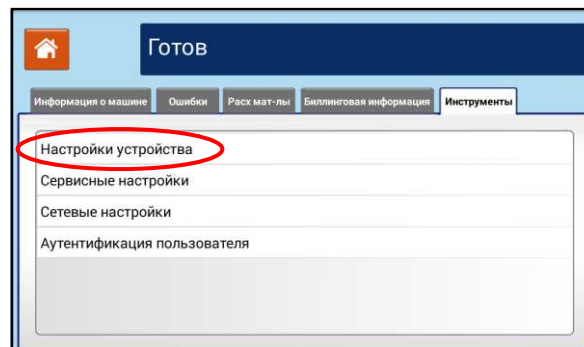 Готов
Информация о машине Ошибки Расх мат-лы Биллинговая информация Инструменты
Настройки устройства
Сервисные настройки
Сетевые настройки
Аутентификация пользователя